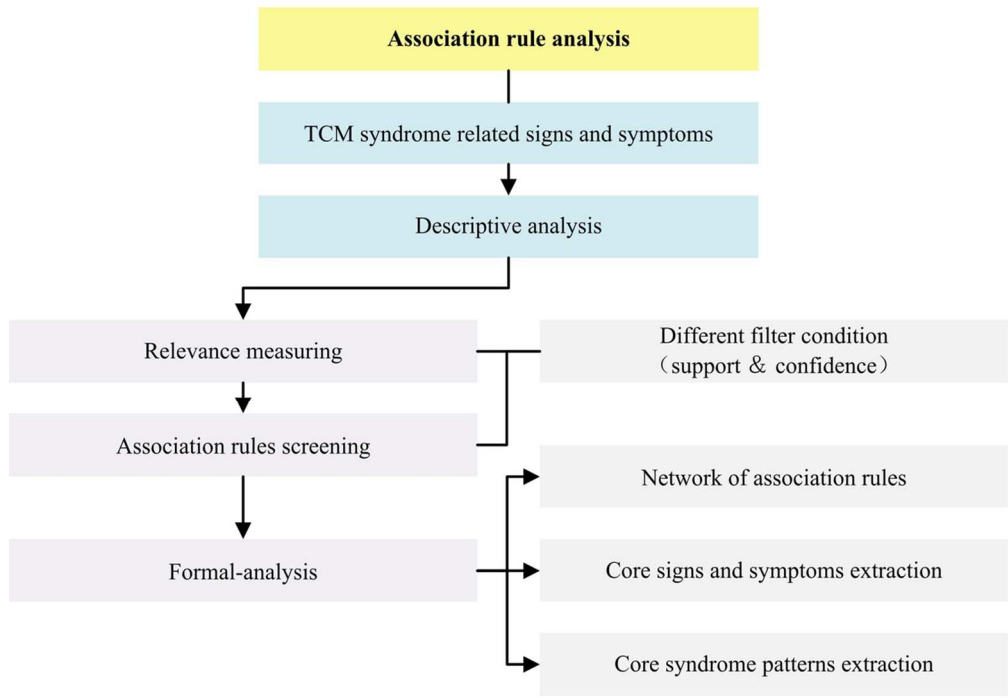 Association rule analysis
TCM syndrome related signs and symptoms
Descriptive analysis
Relevance measuring
Different filter condition
（support & confidence）
Association rules screening
Network of association rules
Formal-analysis
Core signs and symptoms extraction
Core syndrome patterns extraction